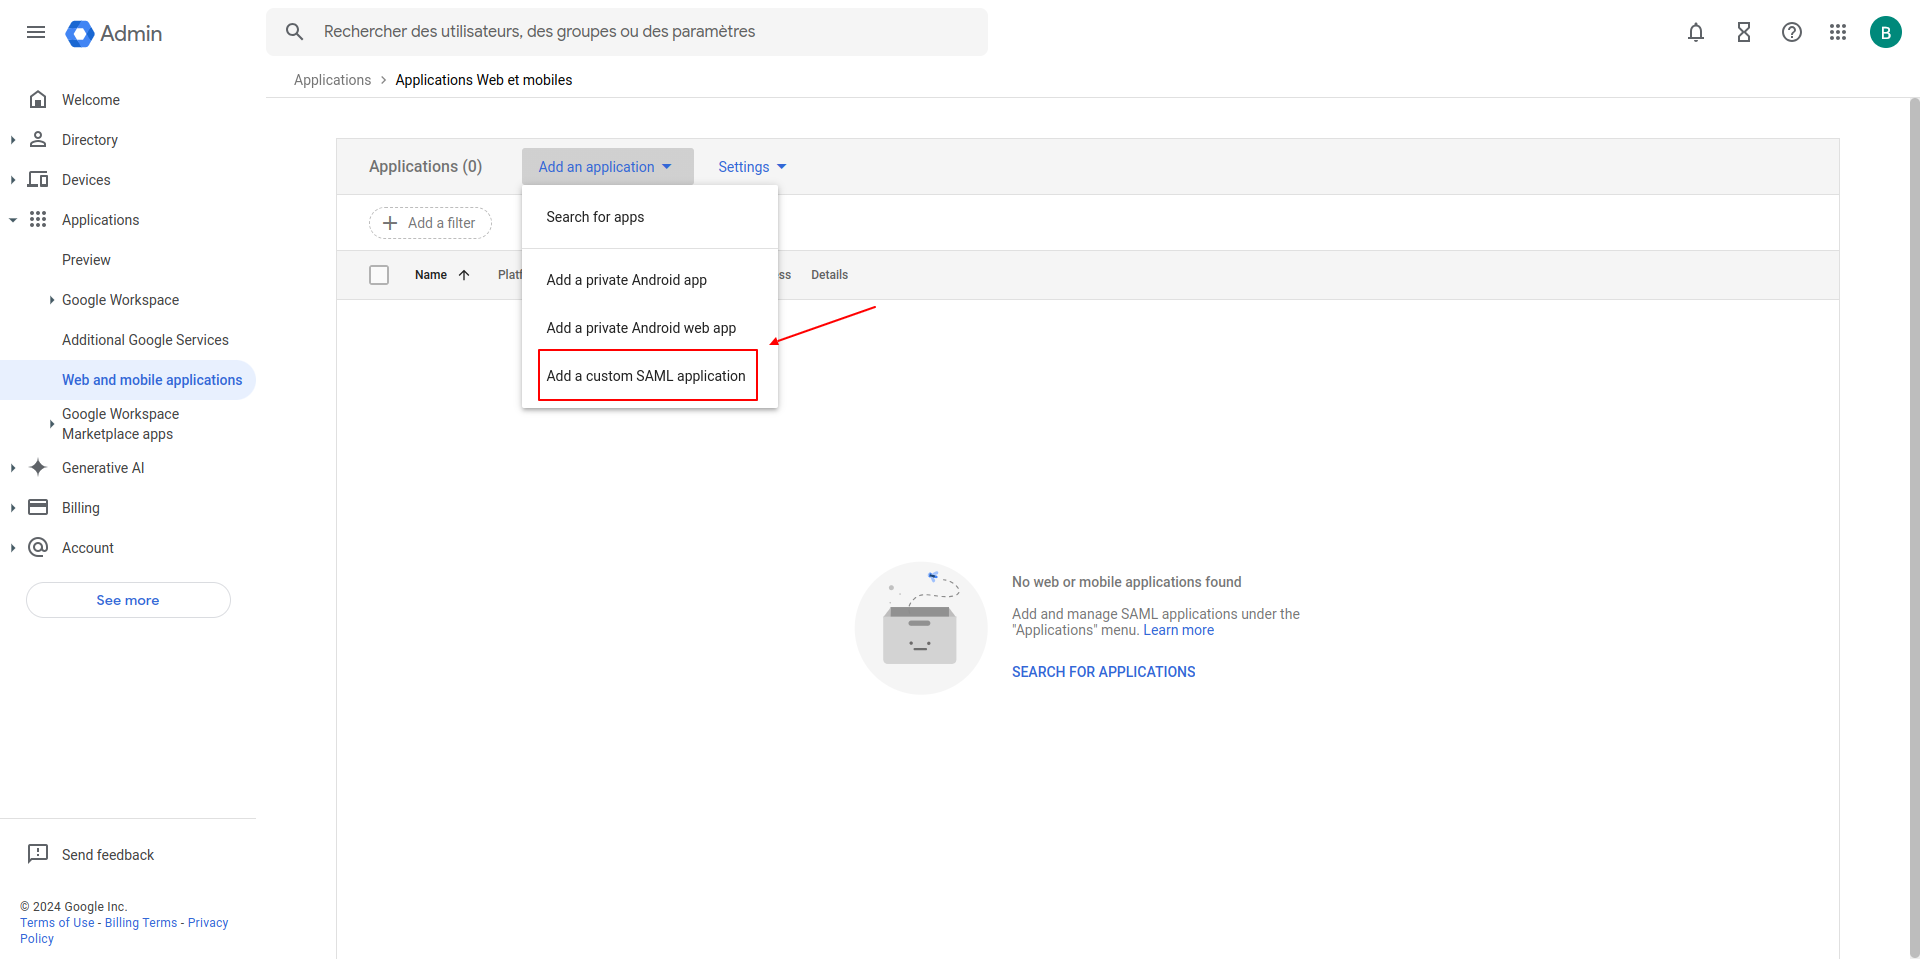 Admin
Rechercher des utilisateurs, des groupes ou des paramètres
B
Applications > Applications Web et mobiles
Welcome
Directory
Devices
Applications
Preview
Google Workspace
Additional Google Services
Web and mobile applications
Google Workspace
Marketplace apps
Generative AI
Billing
Account
See more
Send feedback
© 2024 Google Inc.
Terms of Use - Billing Terms - Privacy
Policy
Applications (0)
Add an application
Settings
Search for apps
Add a private Android app
Add a private Android web app
Add a custom SAML application
Add a filter
Name
Details
No web or mobile applications found
Add and manage SAML applications under the
"Applications" menu. Learn more
SEARCH FOR APPLICATIONS